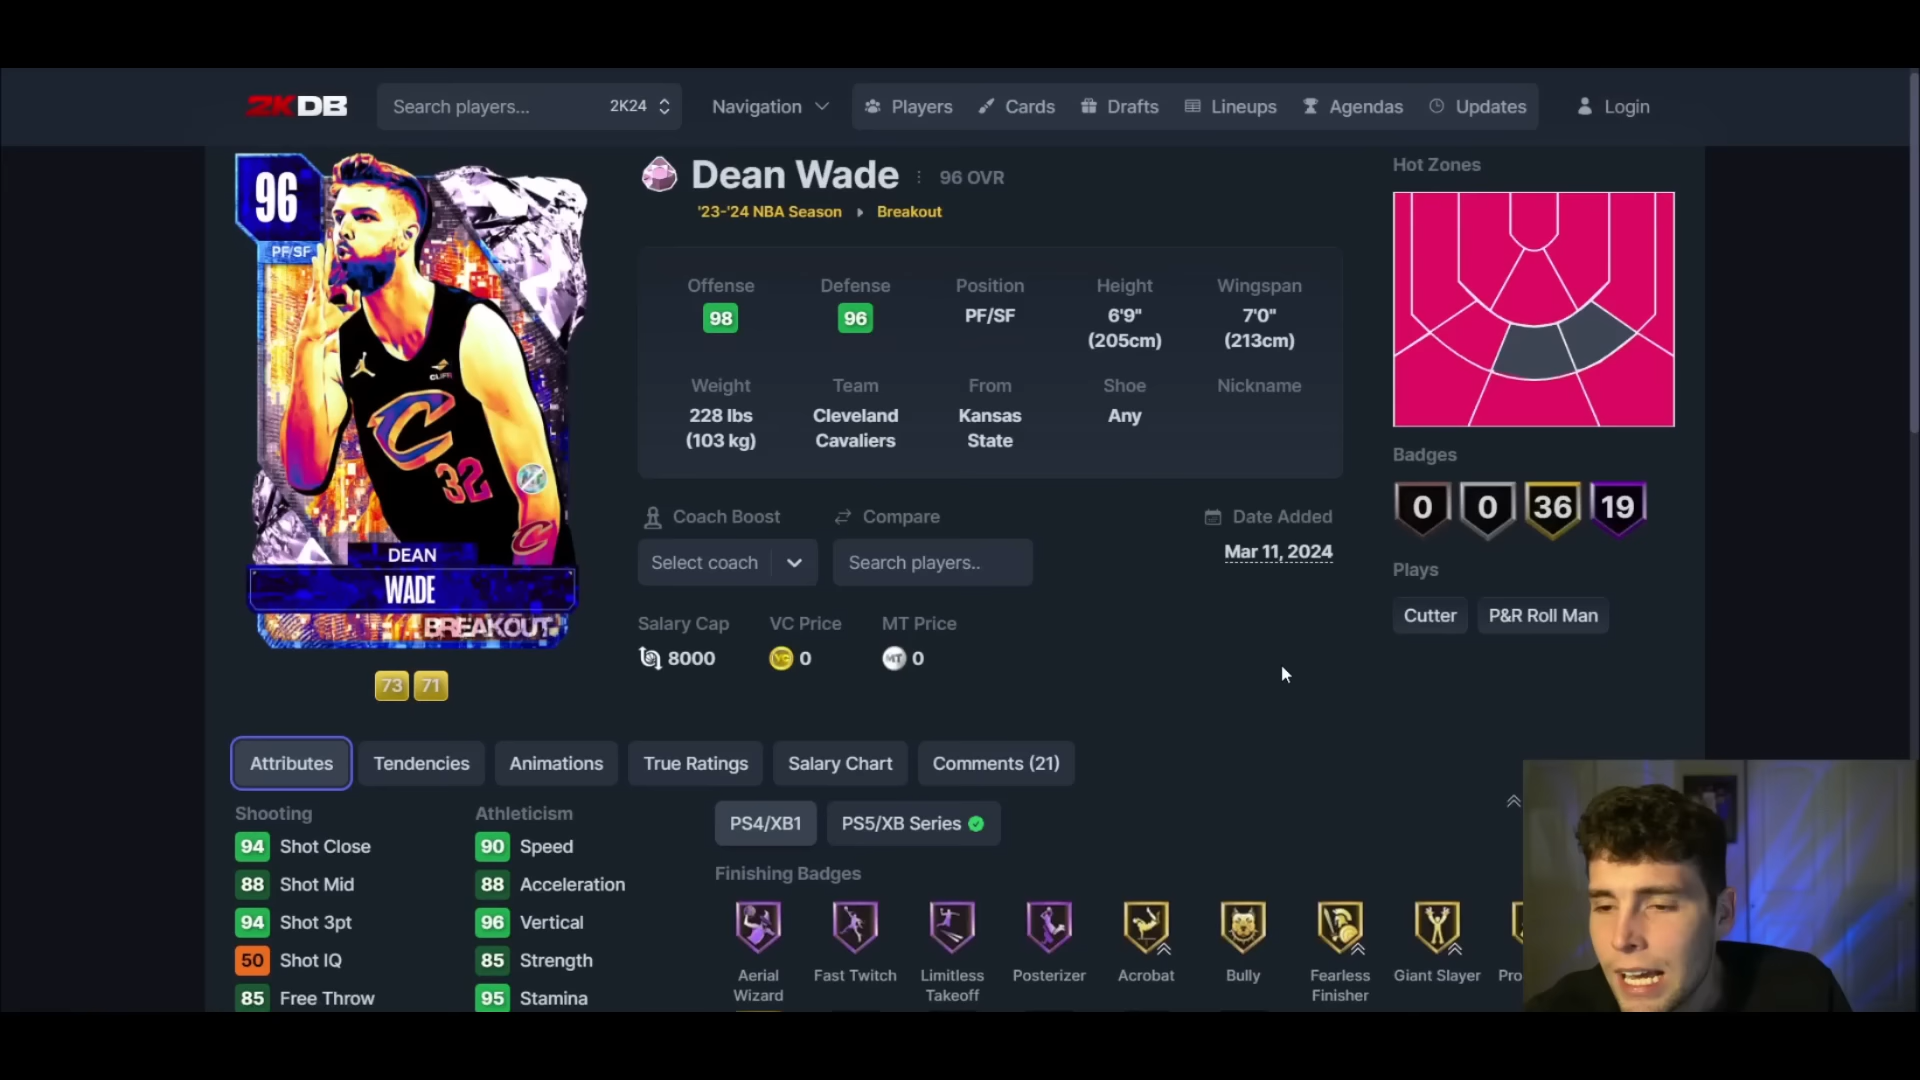 2KDB
Search players...
2K24
Navigation
Players
Cards
Drafts
Lineups
Agendas
Updates
Login
96
PF/SF
CLIFFS
C
32
DEAN
WADE
BREAKOUT
73
71
Dean Wade
96 OVR
'23-'24 NBA Season
Breakout
Offense
98
Defense
96
Position
PF/SF
Height
6'9"
(205cm)
Wingspan
7'0"
(213cm)
Weight
228 lbs
(103 kg)
Team
Cleveland
Cavaliers
From
Kansas
State
Shoe
Any
Nickname
Coach Boost
Select coach
Compare
Search players..
Date Added
Mar 11, 2024
Salary Cap
8000
VC Price
VC
0
MT Price
MT
0
Hot Zones
Badges
0
0
36
19
Plays
Cutter
P&R Roll Man
Attributes
Tendencies
Animations
True Ratings
Salary Chart
Comments (21)
Shooting
94 Shot Close
88 Shot Mid
94 Shot 3pt
50 Shot IQ
85 Free Throw
Athleticism
90 Speed
88 Acceleration
96 Vertical
85 Strength
95 Stamina
PS4/XB1
PS5/XB Series
Finishing Badges
Aerial
Wizard
Fast Twitch
Limitless
Takeoff
Posterizer
Acrobat
Bully
Fearless
Finisher
Giant Slayer
Pro